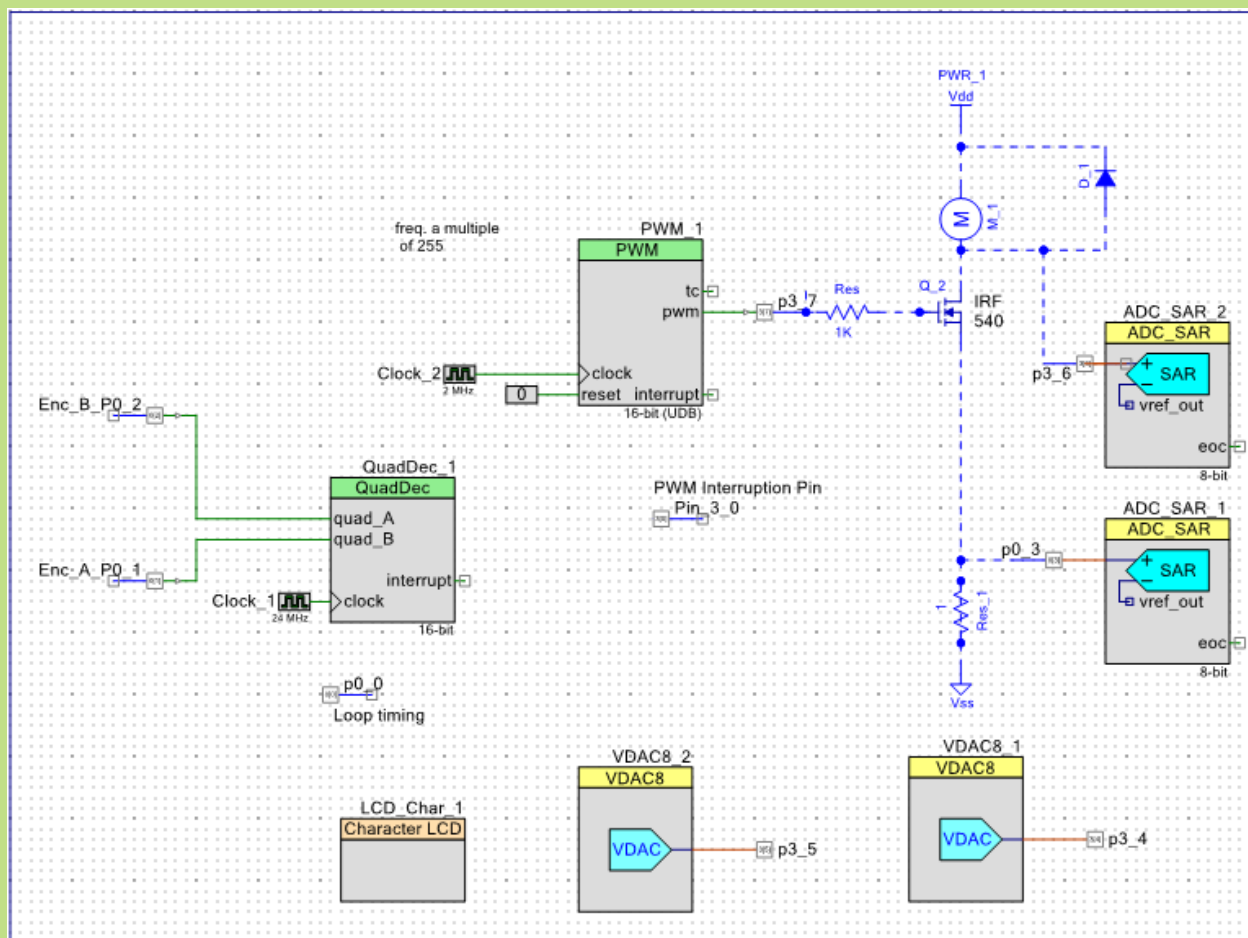 PWR_1
Vdd
D_1
M
M_1
freq. a multiple
of 255
PWM_1
PWM
tc
pwm
clock
reset
interrupt
16-bit (UDB)
Clock_2
2 MHz
0
p3_7
Res
1K
Q_2
IRF
540
ADC_SAR_2
ADC_SAR
SAR
vref_out
eoc
8-bit
p3_6
Enc_B_P0_2
QuadDec_1
QuadDec
quad_A
quad_B
interrupt
clock
16-bit
Enc_A_P0_1
Clock_1
24 MHz
PWM Interruption Pin
Pin_3_0
ADC_SAR_1
ADC_SAR
SAR
vref_out
eoc
8-bit
p0_3
1
Res_1
Vss
p0_0
Loop timing
LCD_Char_1
Character LCD
VDAC8_2
VDAC8
VDAC
p3_5
VDAC8_1
VDAC8
VDAC
p3_4